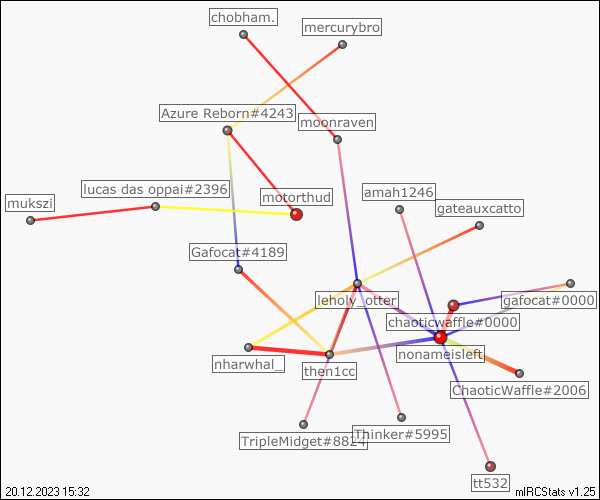 chobham.
mercurybro
Azure Reborn#4243
moonraven
lucas das oppai#2396
motorthud
amah1246
mukszi
gateauxcatto
Gafocat#4189
leholy_otter
gafocat#0000
chaoticwaffle#0000
nonameisleft
nharwhal_
then1cc
ChaoticWaffle#2006
TripleMidget#8824
Thinker#5995
tt532
20.12.2023 15:32
mIRCStats v1.25